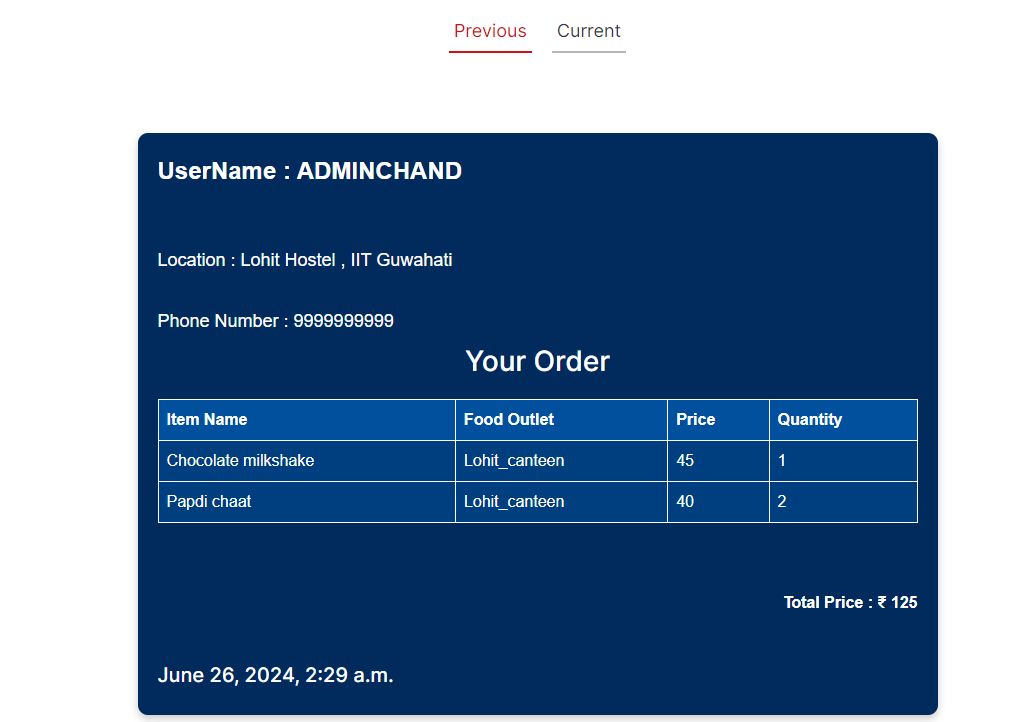 Previous Current
UserName : ADMINCHAND
Location : Lohit Hostel , IIT Guwahati
Phone Number : 9999999999
Your Order
Item Name Food Outlet Price Quantity
Chocolate milkshake Lohit_canteen 45 1
Papdi chaat Lohit_canteen 40 2
Total Price : ₹ 125
June 26, 2024, 2:29 a.m.